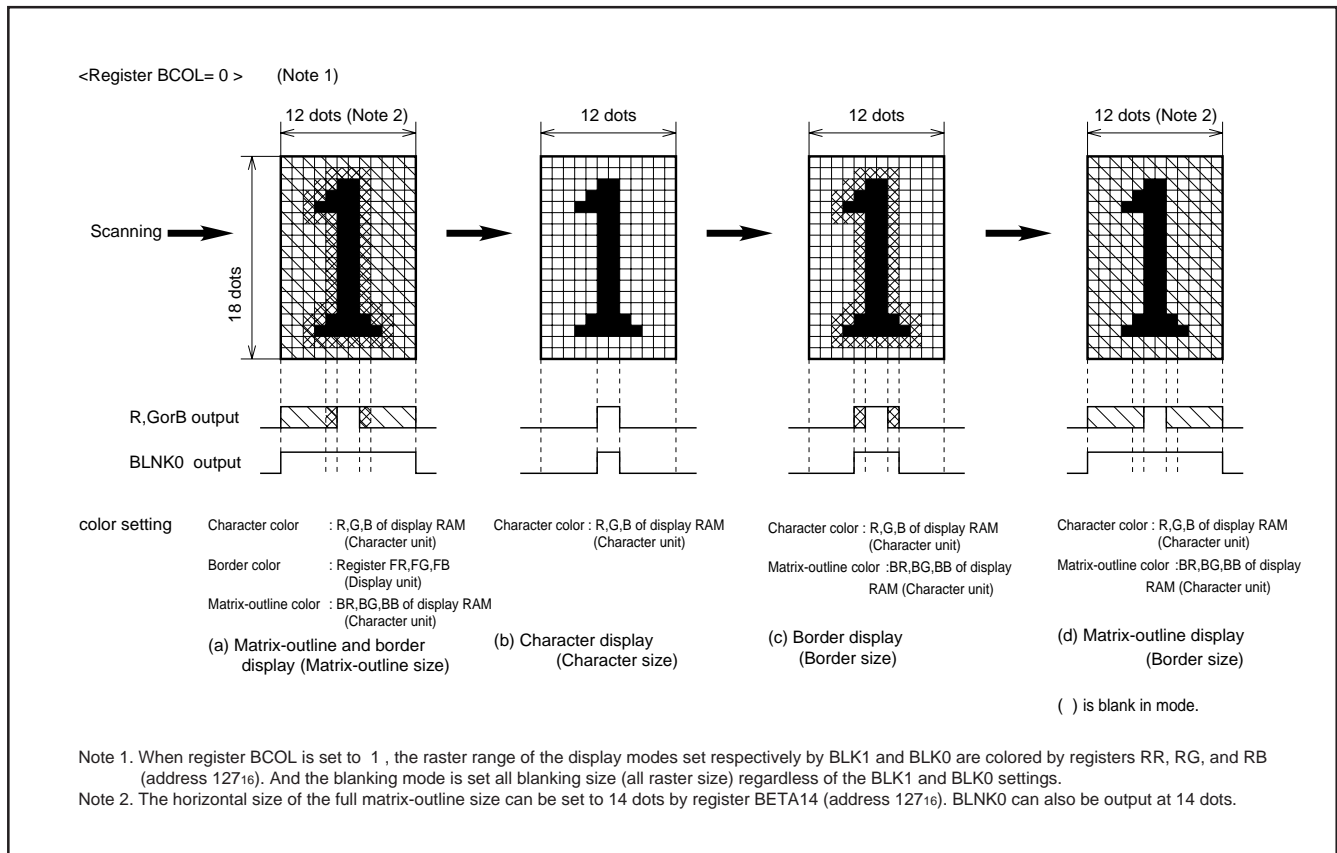 <Register BCOL= 0 > (Note 1)
12 dots (Note 2) 12 dots 12 dots 12 dots (Note 2)
Scanning
18 dots
R,GorB output
BLNK0 output
color setting
Character color : R,G,B of display RAM
(Character unit)
Border color : Register FR,FG,FB
(Display unit)
Matrix-outline color : BR,BG,BB of display RAM
(Character unit)
(a) Matrix-outline and border
display (Matrix-outline size)
Character color : R,G,B of display RAM
(Character unit)
(b) Character display
(Character size)
Character color : R,G,B of display RAM
(Character unit)
Matrix-outline color :BR,BG,BB of display
RAM (Character unit)
(c) Border display
(Border size)
Character color : R,G,B of display RAM
(Character unit)
Matrix-outline color :BR,BG,BB of display
RAM (Character unit)
(d) Matrix-outline display
(Border size)
( ) is blank in mode.
Note 1. When register BCOL is set to 1 , the raster range of the display modes set respectively by BLK1 and BLK0 are colored by registers RR, RG, and RB
(address 127₁₆). And the blanking mode is set all blanking size (all raster size) regardless of the BLK1 and BLK0 settings.
Note 2. The horizontal size of the full matrix-outline size can be set to 14 dots by register BETA14 (address 127₁₆). BLNK0 can also be output at 14 dots.